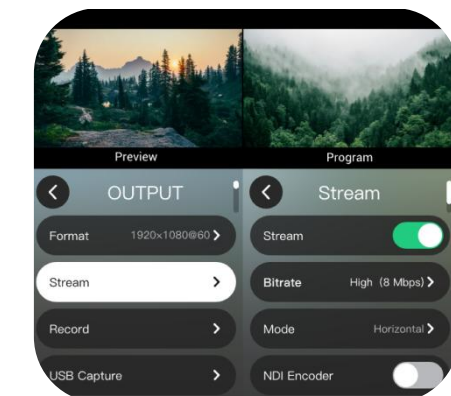 Preview
Program
OUTPUT
Format 1920×1080@60
Stream
Record
USB Capture
Stream
Stream
Bitrate High (8 Mbps)
Mode Horizontal
NDI Encoder